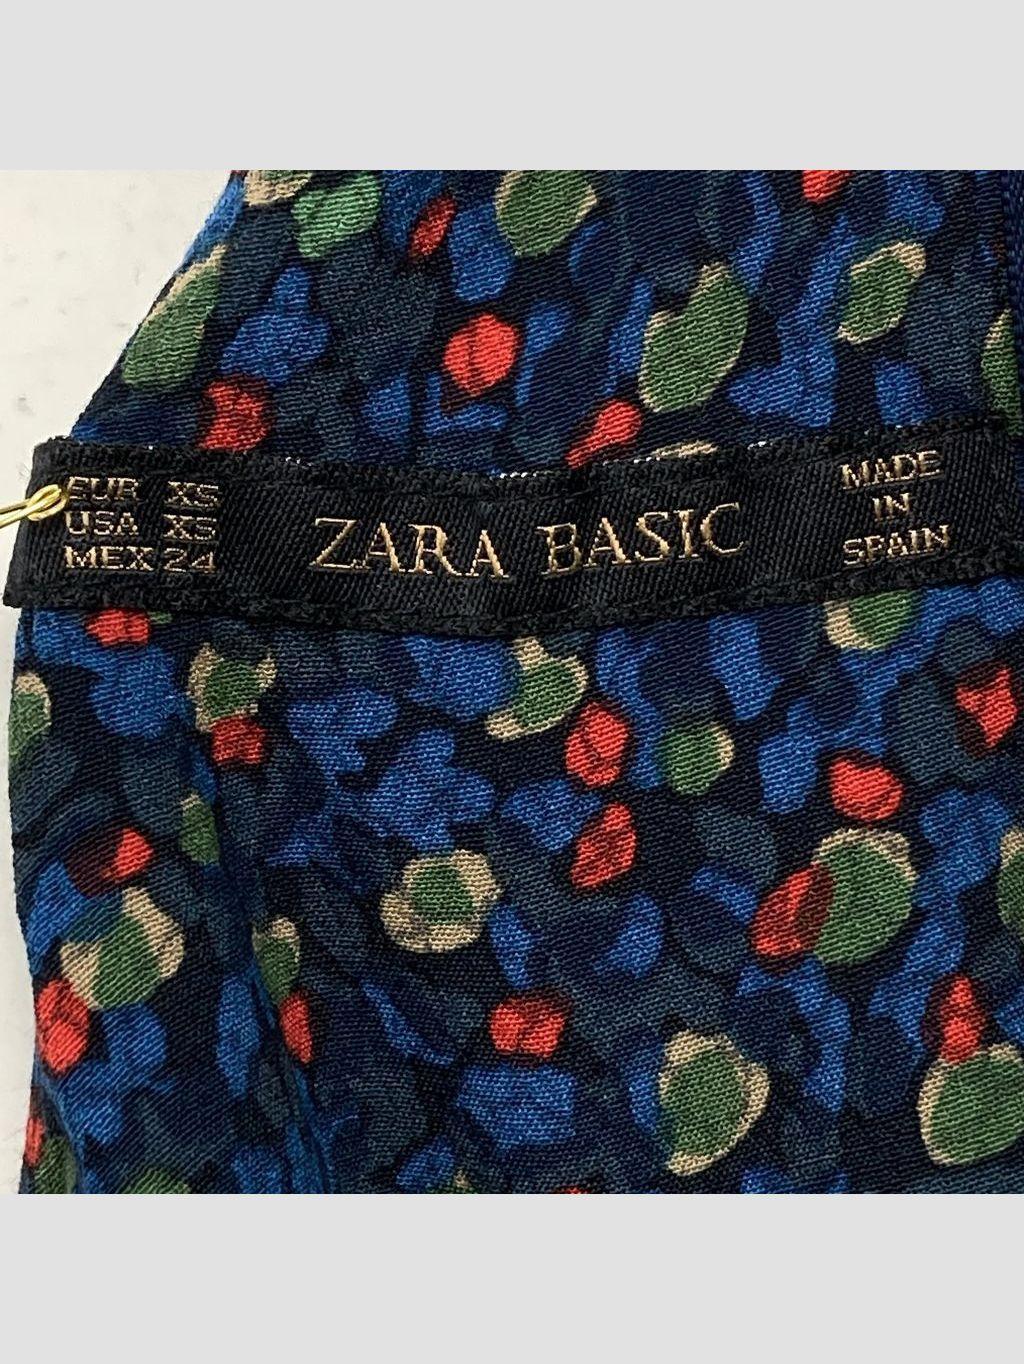 EUR XS
USA XS
MEX 24
ZARA BASIC
MADE
IN
SPAIN